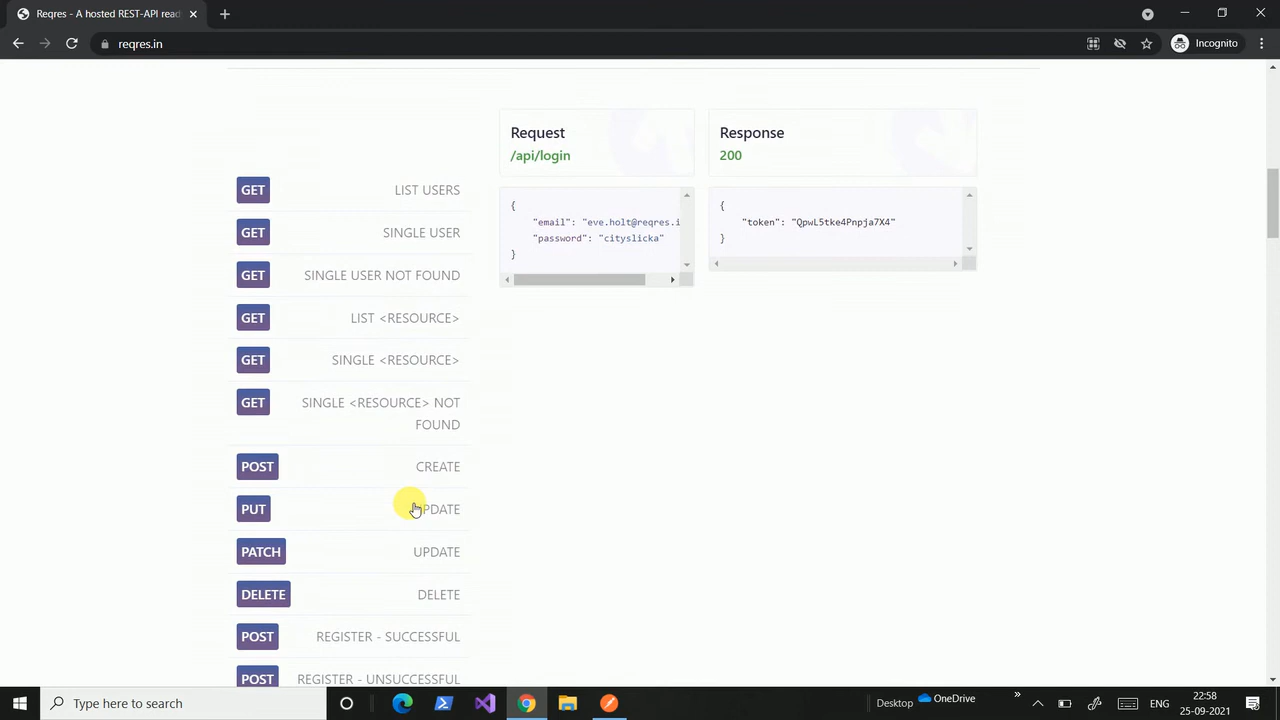 Reqres - A hosted REST-API read
reqres.in
Incognito
Request
/api/login
Response
200
{
"email": "eve.holt@reqres.i
"password": "cityslicka"
}
{
"token": "QpwL5tke4Pnpja7X4"
}
GET LIST USERS
GET SINGLE USER
GET SINGLE USER NOT FOUND
GET LIST <RESOURCE>
GET SINGLE <RESOURCE>
GET SINGLE <RESOURCE> NOT
FOUND
POST CREATE
PUT UPDATE
PATCH UPDATE
DELETE DELETE
POST REGISTER - SUCCESSFUL
POST REGISTER - UNSUCCESSFUL
Type here to search
Desktop
OneDrive
ENG
22:58
25-09-2021